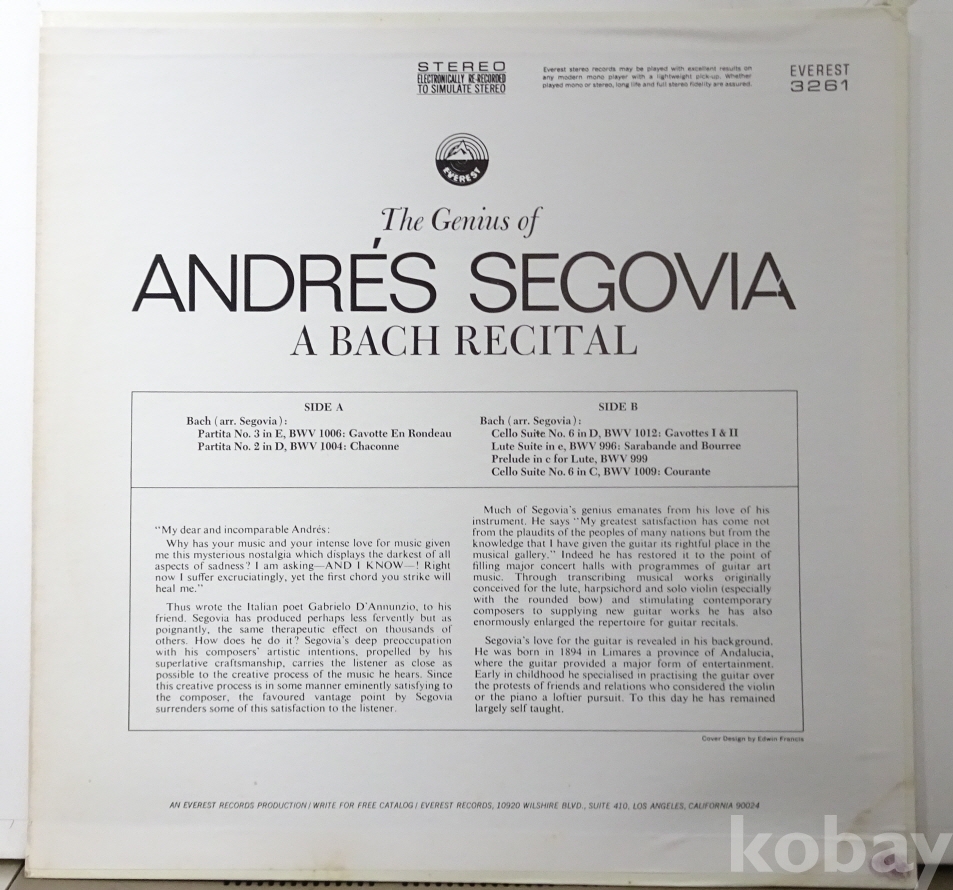 STEREO
ELECTRONICALLY RE-RECORDED
TO SIMULATE STEREO
Everest stereo records may be played with excellent results on
any modern mono player with a lightweight pick-up. Whether
played mono or stereo, long life and full stereo fidelity are assured.
EVEREST
3261
EVEREST
The Genius of
ANDRÉS SEGOVIA
A BACH RECITAL
SIDE A
Bach (arr. Segovia):
Partita No. 3 in E, BWV 1006: Gavotte En Rondeau
Partita No. 2 in D, BWV 1004: Chaconne
SIDE B
Bach (arr. Segovia):
Cello Suite No. 6 in D, BWV 1012: Gavottes I & II
Lute Suite in e, BWV 996: Sarabande and Bourree
Prelude in c for Lute, BWV 999
Cello Suite No. 6 in C, BWV 1009: Courante
"My dear and incomparable Andrés:
Why has your music and your intense love for music given
me this mysterious nostalgia which displays the darkest of all
aspects of sadness? I am asking—AND I KNOW—! Right
now I suffer excruciatingly, yet the first chord you strike will
heal me."
Thus wrote the Italian poet Gabrielo D'Annunzio, to his
friend. Segovia has produced perhaps less fervently but as
poignantly, the same therapeutic effect on thousands of
others. How does he do it? Segovia's deep preoccupation
with his composers' artistic intentions, propelled by his
superlative craftsmanship, carries the listener as close as
possible to the creative process of the music he hears. Since
this creative process is in some manner eminently satisfying to
the composer, the favoured vantage point by Segovia
surrenders some of this satisfaction to the listener.
Much of Segovia's genius emanates from his love of his
instrument. He says "My greatest satisfaction has come not
from the plaudits of the peoples of many nations but from the
knowledge that I have given the guitar its rightful place in the
musical gallery." Indeed he has restored it to the point of
filling major concert halls with programmes of guitar art
music. Through transcribing musical works originally
conceived for the lute, harpsichord and solo violin (especially
with the rounded bow) and stimulating contemporary
composers to supplying new guitar works he has also
enormously enlarged the repertoire for guitar recitals.
Segovia's love for the guitar is revealed in his background.
He was born in 1894 in Limares a province of Andalucia,
where the guitar provided a major form of entertainment.
Early in childhood he specialised in practising the guitar over
the protests of friends and relations who considered the violin
or the piano a loftier pursuit. To this day he has remained
largely self taught.
Cover Design by Edwin Francis
AN EVEREST RECORDS PRODUCTION / WRITE FOR FREE CATALOG / EVEREST RECORDS, 10920 WILSHIRE BLVD., SUITE 410, LOS ANGELES, CALIFORNIA 90024
kobay